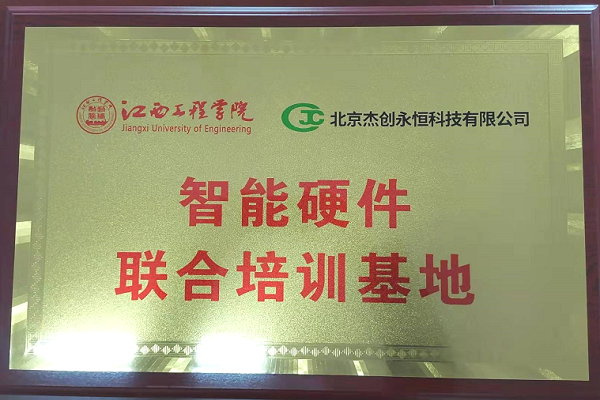 江西工程学院
Jiangxi University of Engineering
北京杰创永恒科技有限公司
智能硬件
联合培训基地